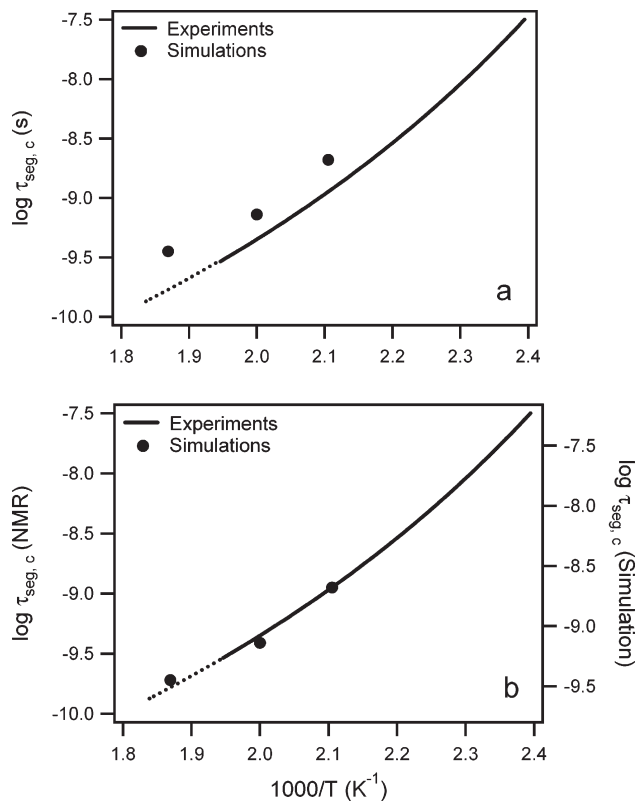 -7.5
-8.0
-8.5
-9.0
-9.5
-10.0
log τseg, c (s)
Experiments
Simulations
a
1.8 1.9 2.0 2.1 2.2 2.3 2.4
-7.5
-8.0
-8.5
-9.0
-9.5
-10.0
log τseg, c (NMR)
Experiments
Simulations
b
-7.5
-8.0
-8.5
-9.0
-9.5
log τseg, c (Simulation)
1.8 1.9 2.0 2.1 2.2 2.3 2.4
1000/T (K⁻¹)